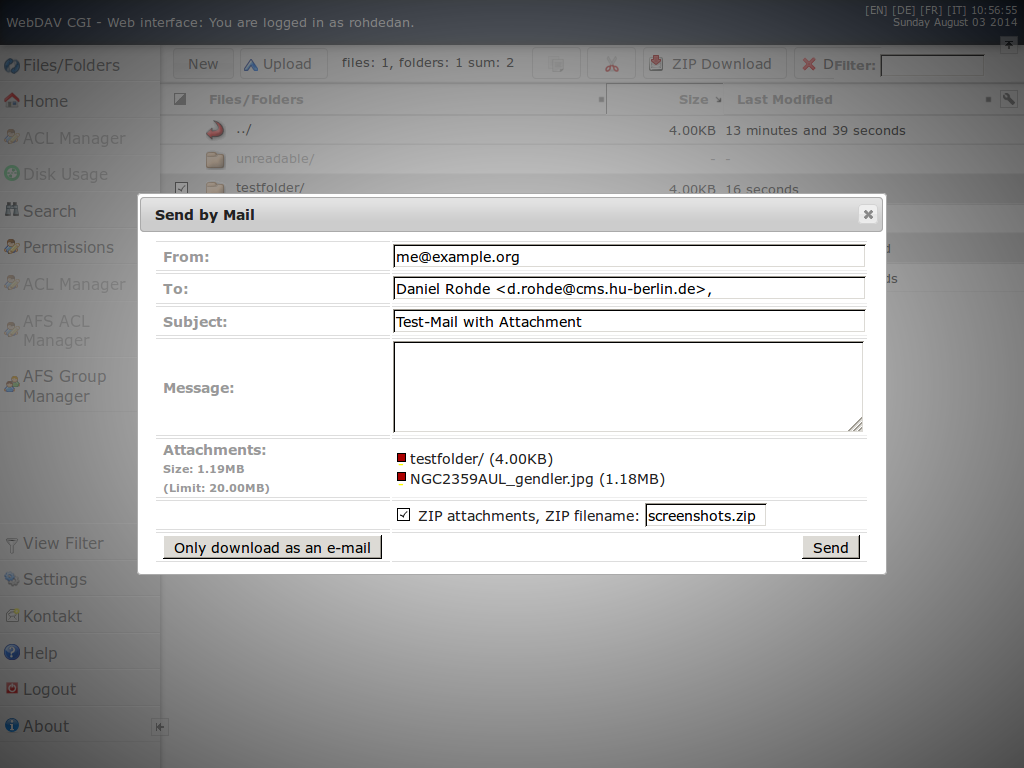 WebDAV CGI - Web interface: You are logged in as rohdedan.
[EN] [DE] [FR] [IT] 10:56:55
Sunday August 03 2014
Files/Folders
Home
ACL Manager
Disk Usage
Search
Permissions
ACL Manager
AFS ACL
Manager
AFS Group
Manager
View Filter
Settings
Kontakt
Help
Logout
About
New
Upload
files: 1, folders: 1 sum: 2
ZIP Download
D
Filter:
Files/Folders
Size
Last Modified
../
4.00KB
13 minutes and 39 seconds
unreadable/
- -
testfolder/
4.00KB
16 seconds
Send by Mail
From:
me@example.org
To:
Daniel Rohde <d.rohde@cms.hu-berlin.de>,
Subject:
Test-Mail with Attachment
Message:
Attachments:
Size: 1.19MB
(Limit: 20.00MB)
testfolder/ (4.00KB)
NGC2359AUL_gendler.jpg (1.18MB)
ZIP attachments, ZIP filename: screenshots.zip
Only download as an e-mail
Send